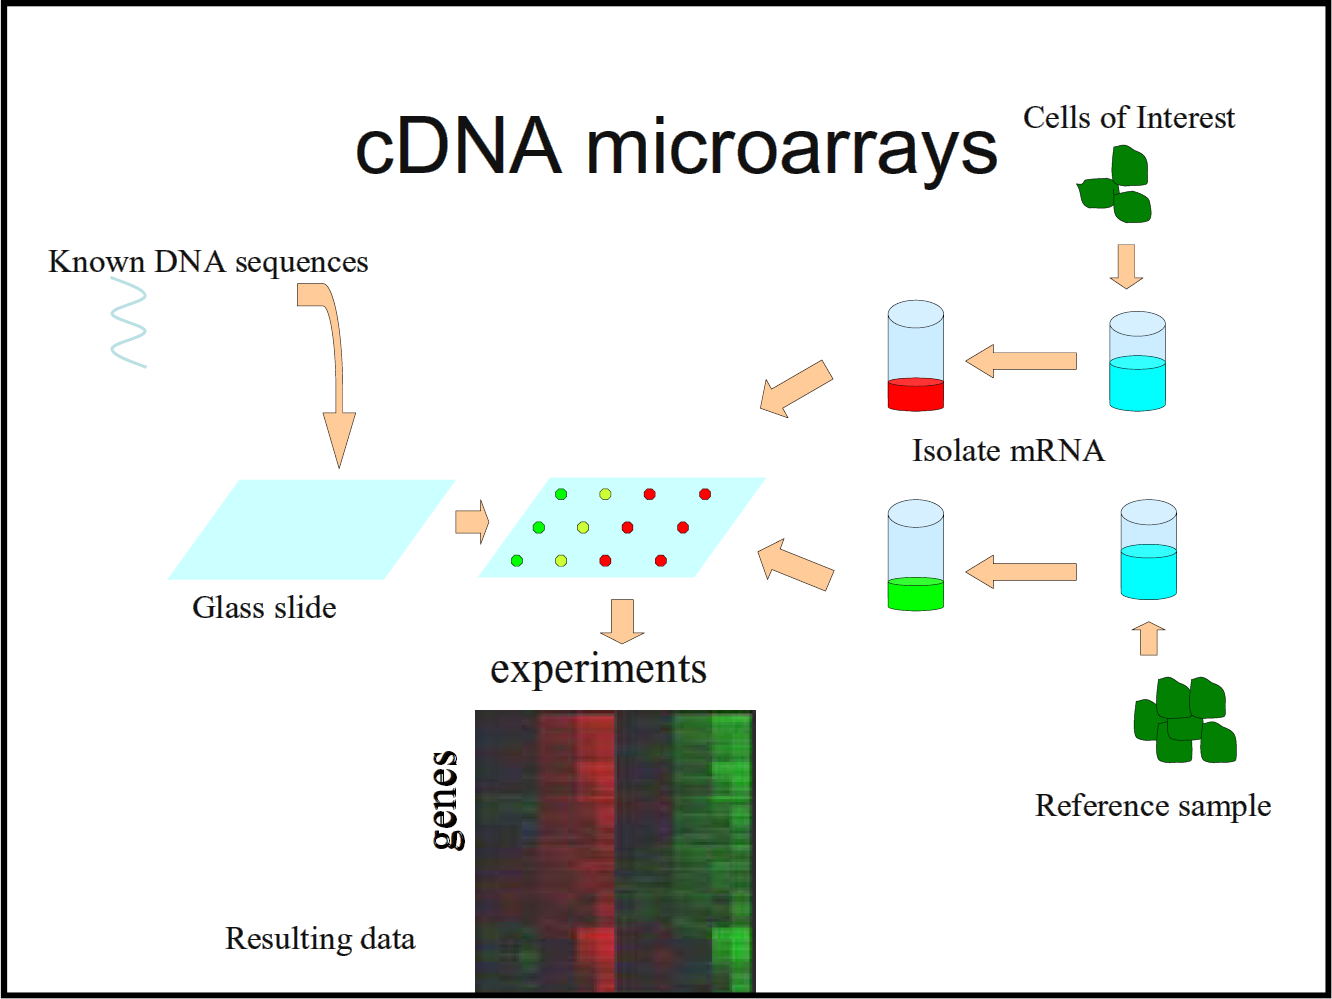 cDNA microarrays
Cells of Interest
Known DNA sequences
Isolate mRNA
Glass slide
experiments
genes
Reference sample
Resulting data